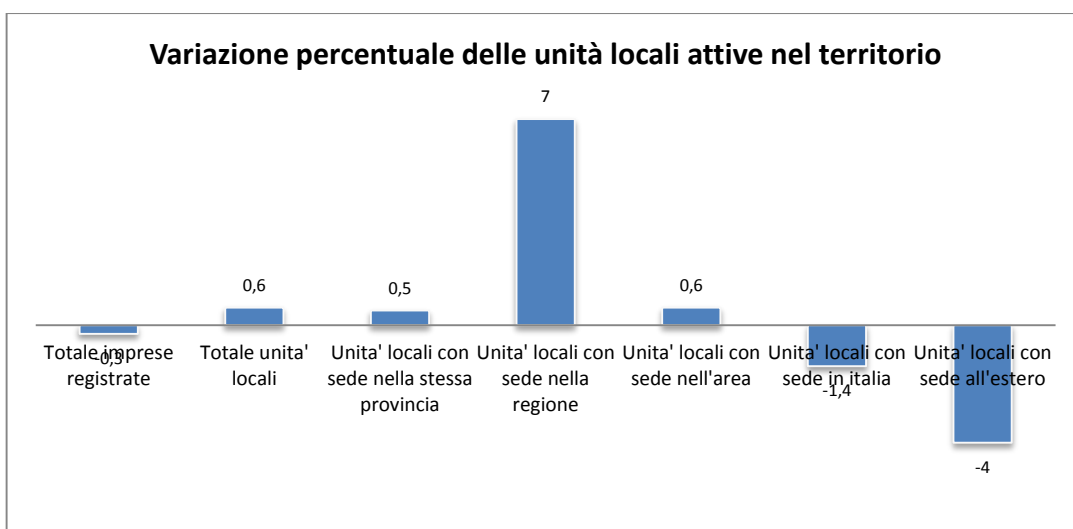 Variazione percentuale delle unità locali attive nel territorio
7
0,6
0,5
0,6
-0,3
-1,4
-4
Totale imprese
registrate
Totale unita'
locali
Unita' locali con
sede nella stessa
provincia
Unita' locali con
sede nella
regione
Unita' locali con
sede nell'area
Unita' locali con
sede in italia
Unita' locali con
sede all'estero